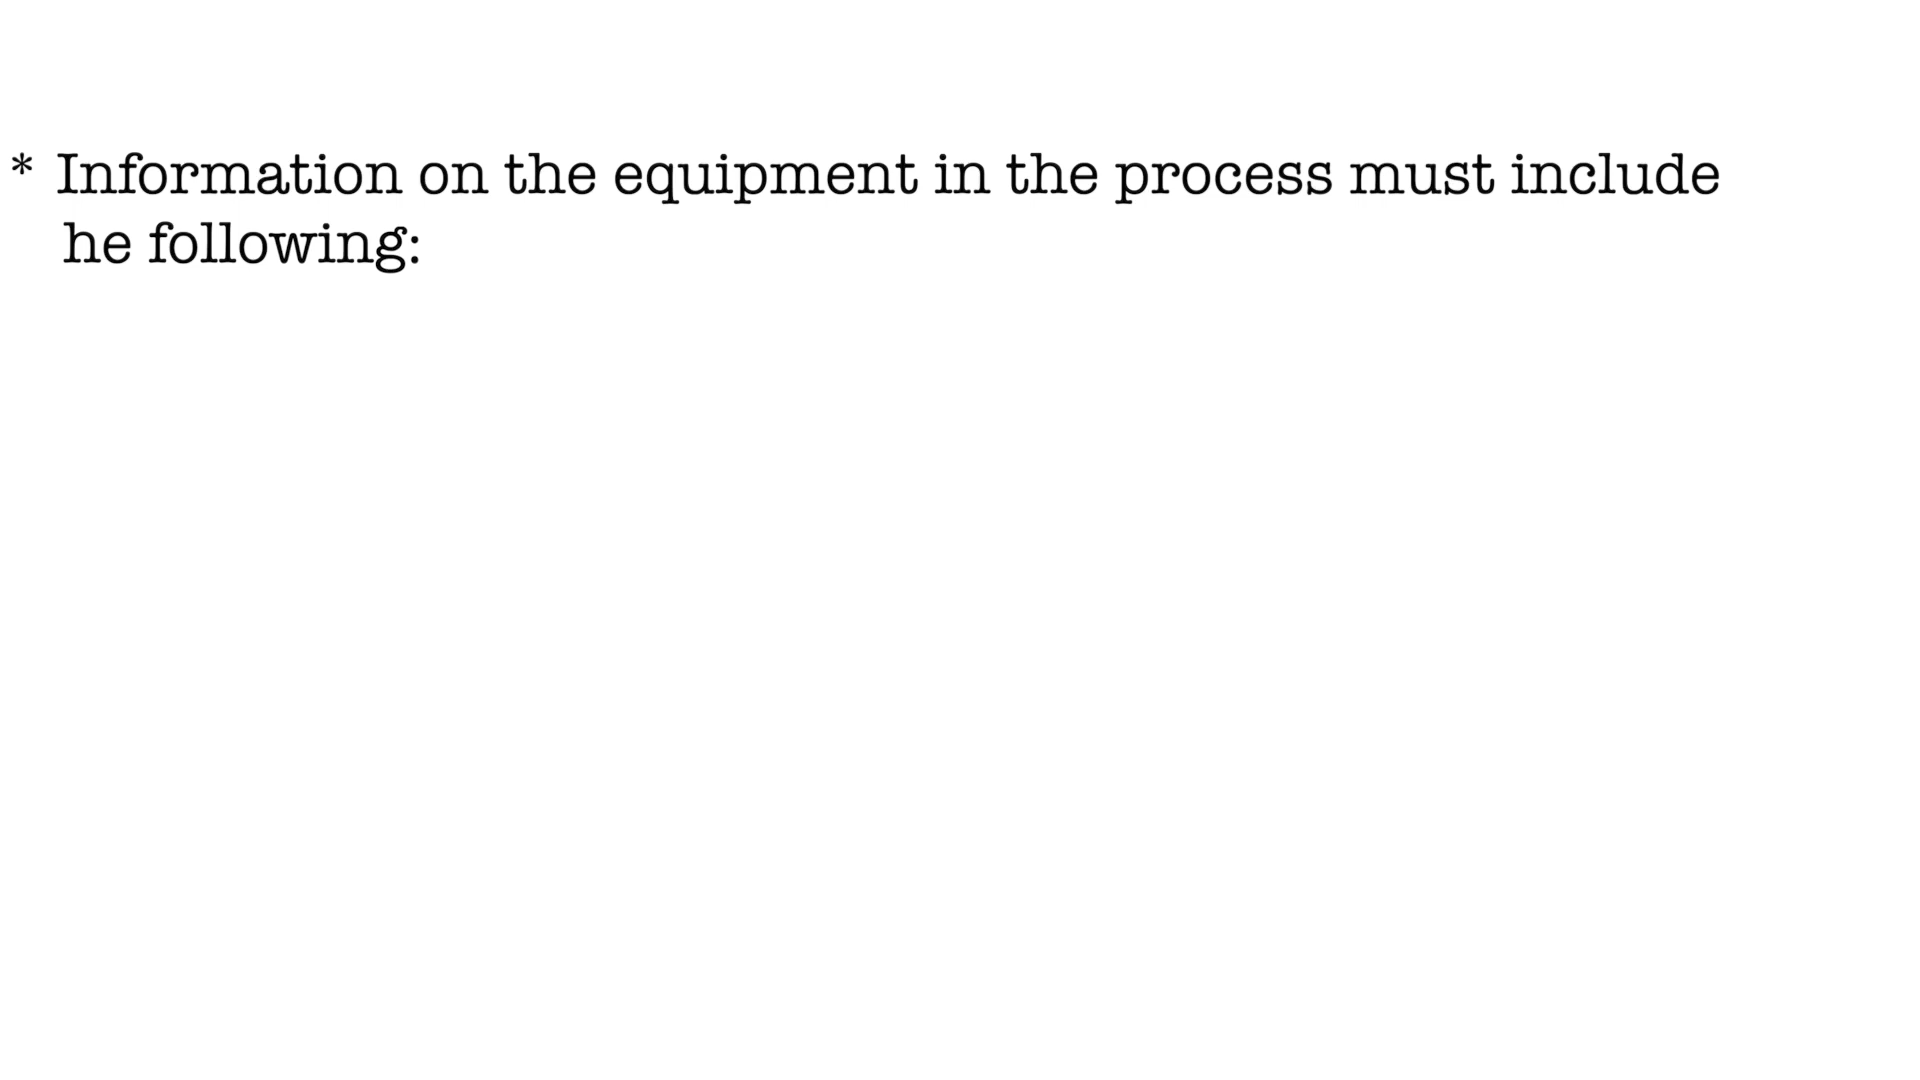 * Information on the equipment in the process must include
he following: